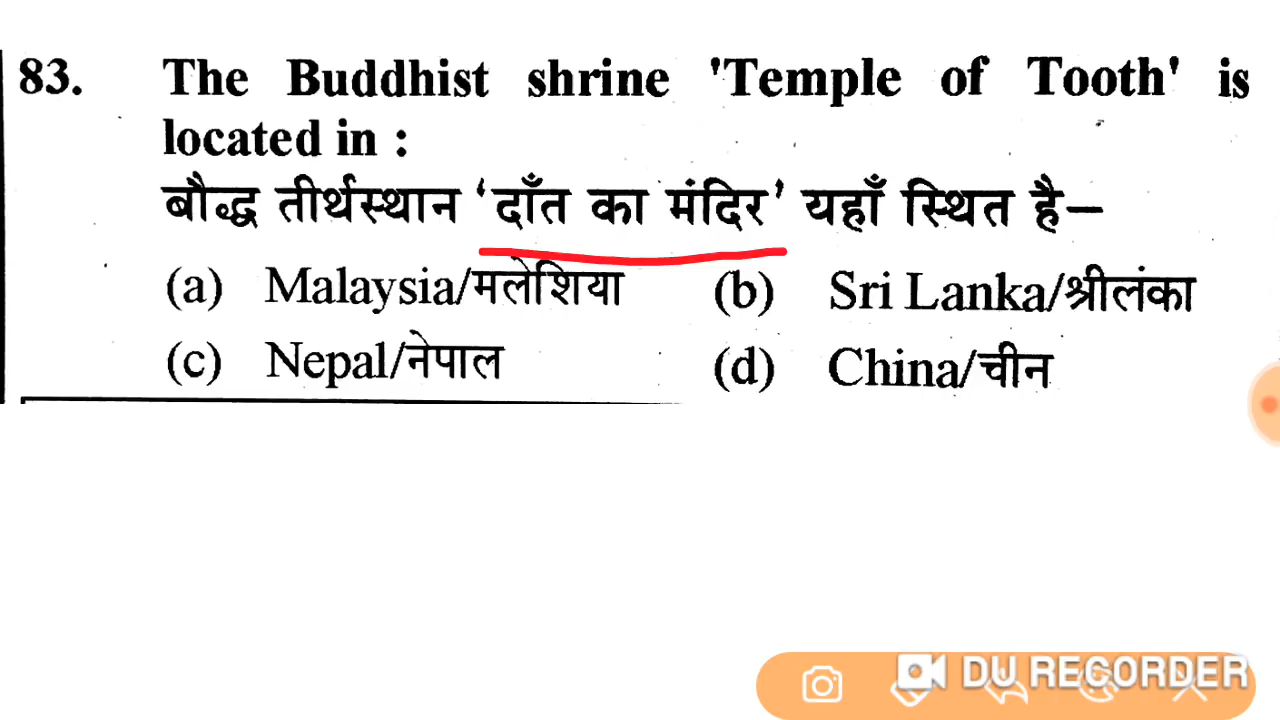 83. The Buddhist shrine 'Temple of Tooth' is
located in :
बौद्ध तीर्थस्थान ‘दाँत का मंदिर’ यहाँ स्थित है–
(a) Malaysia/मलेशिया (b) Sri Lanka/श्रीलंका
(c) Nepal/नेपाल (d) China/चीन
DU RECORDER